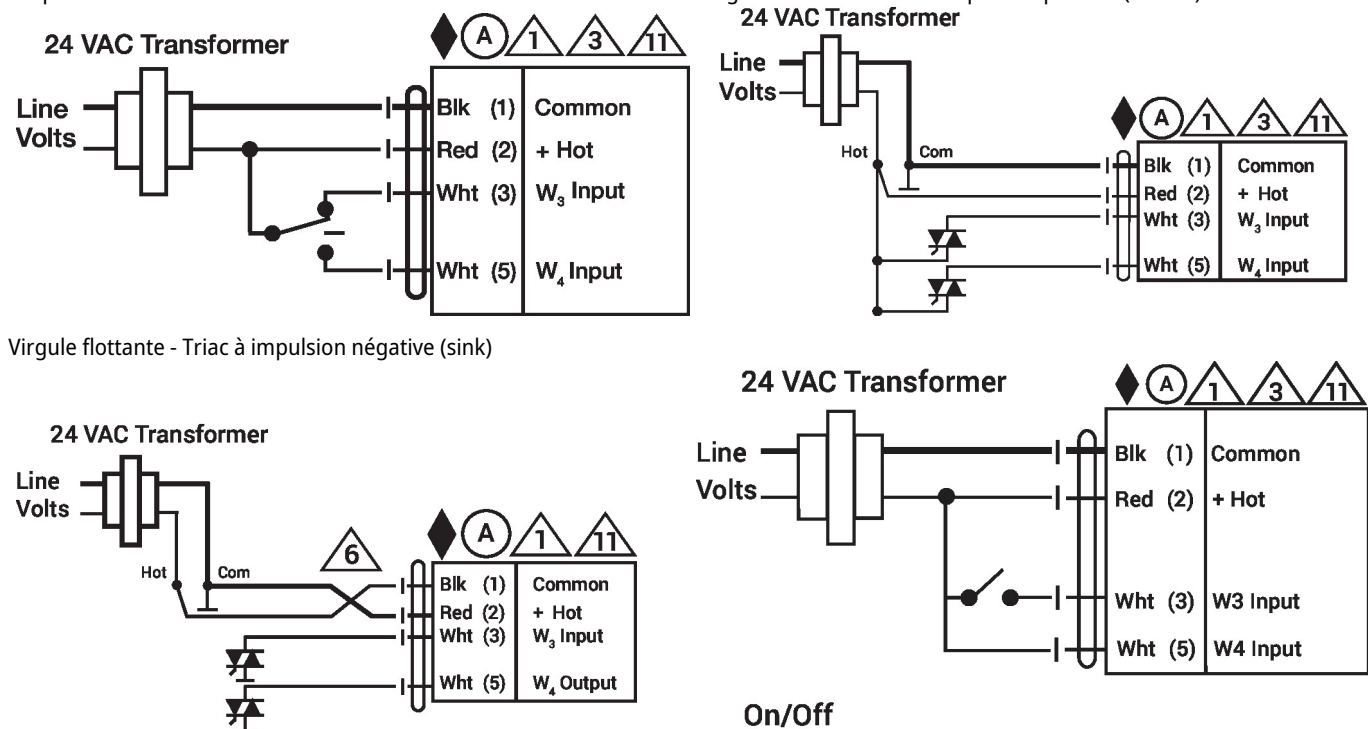 24 VAC Transformer
A 1 3 11
Line
Volts
Blk (1) Common
Red (2) + Hot
Wht (3) W₃ Input
Wht (5) W₄ Input
24 VAC Transformer
Line
Volts
Hot Com
A 1 3 11
Blk (1) Common
Red (2) + Hot
Wht (3) W₃ Input
Wht (5) W₄ Input
Virgule flottante - Triac à impulsion négative (sink)
24 VAC Transformer
Line
Volts
Hot Com
6
A 1 11
Blk (1) Common
Red (2) + Hot
Wht (3) W₃ Input
Wht (5) W₄ Output
24 VAC Transformer
A 1 3 11
Line
Volts
Blk (1) Common
Red (2) + Hot
Wht (3) W3 Input
Wht (5) W4 Input
On/Off